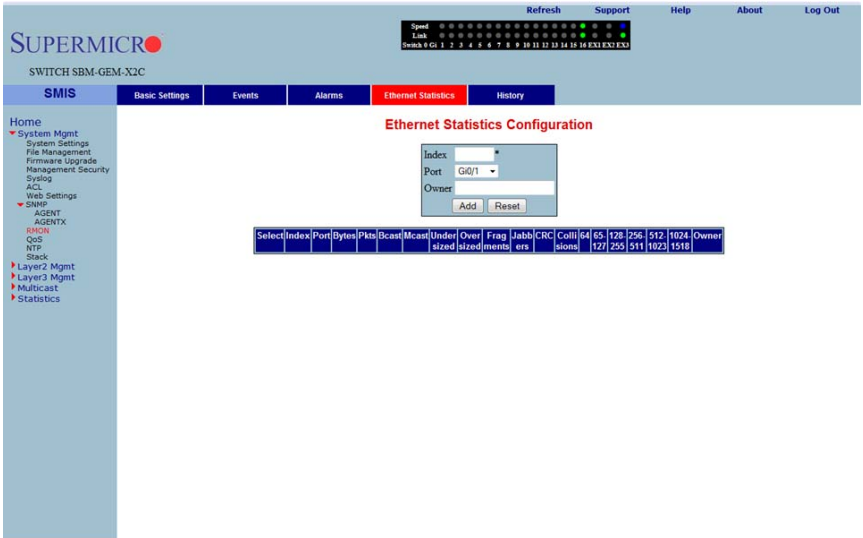 Refresh Support Help About Log Out
SUPERMICRO
Speed
Link
Switch 0 Gi 1 2 3 4 5 6 7 8 9 10 11 12 13 14 15 16 EX1 EX2 EX3
SWITCH SBM-GEM-X2C
SMIS
Basic Settings Events Alarms Ethernet Statistics History
Home
System Mgmt
System Settings
File Management
Firmware Upgrade
Management Security
Syslog
ACL
Web Settings
SNMP
AGENT
AGENTX
RMON
QoS
NTP
Stack
Layer2 Mgmt
Layer3 Mgmt
Multicast
Statistics
Ethernet Statistics Configuration
Index *
Port Gi0/1
Owner
Add Reset
Select Index Port Bytes Pkts Bcast Mcast Under Over Frag Jabb CRC Colli 64 65- 128- 256- 512- 1024- Owner
sized sized ments ers sions 127 255 511 1023 1518